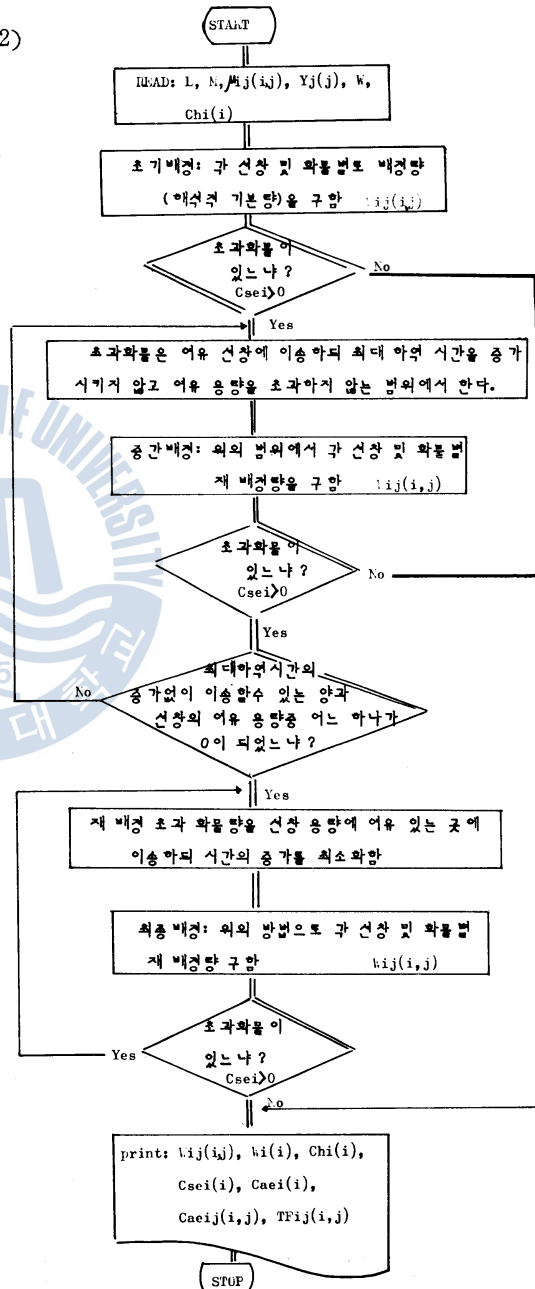 2)
START
READ: L, N, μij(i,j), Yj(j), W,
Chi(i)
초기배정: 각 선창 및 화물별로 배정량
(해석적 기본량)을 구함 Wij(i,j)
초과화물이
있느냐?
Csei>0
No
Yes
초과화물은 여유 선창에 이송하되 최대 하역 시간을 증가
시키지 않고 여유 용량을 초과하지 않는 범위에서 한다.
중간배정: 위의 범위에서 각 선창 및 화물별
재 배정량을 구함 Wij(i,j)
초과화물이
있느냐?
Csei>0
No
Yes
최대하역시간의
No
증가없이 이송할수 있는 양과
선창의 여유 용량중 어느 하나가
0이 되었느냐?
Yes
재 배정 초과 화물량을 선창 용량에 여유 있는 곳에
이송하되 시간의 증가를 최소화함
최종배정: 위의 방법으로 각 선창 및 화물별
재 배정량 구함 Wij(i,j)
초과화물이
Yes
있느냐?
Csei>0
No
print: Wij(i,j), Wi(i), Chi(i),
Csei(i), Caei(i),
Caeij(i,j), TFij(i,j)
STOP